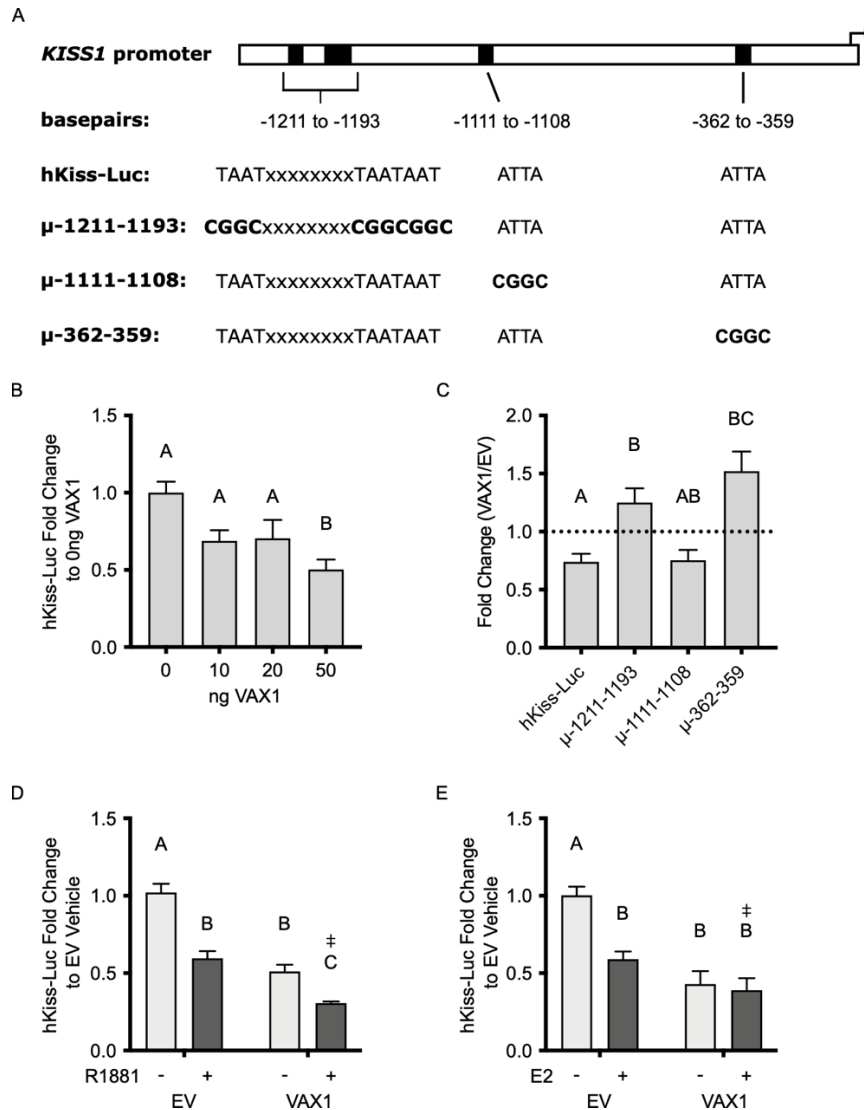 A
KISS1 promoter
basepairs: -1211 to -1193 -1111 to -1108 -362 to -359
hKiss-Luc: TAATxxxxxxxxTAATAAT ATTA ATTA
µ-1211-1193: CGGCxxxxxxxxCGGCGGC ATTA ATTA
µ-1111-1108: TAATxxxxxxxxTAATAAT CGGC ATTA
µ-362-359: TAATxxxxxxxxTAATAAT ATTA CGGC
B
hKiss-Luc Fold Change
to 0ng VAX1
1.5
1.0
0.5
0.0
A A A B
0 10 20 50
ng VAX1
C
Fold Change (VAX1/EV)
2.0
1.5
1.0
0.5
0.0
A B AB BC
hKiss-Luc
µ-1211-1193
µ-1111-1108
µ-362-359
D
hKiss-Luc Fold Change
to EV Vehicle
1.5
1.0
0.5
0.0
A B B ‡
C
R1881 - + - +
EV VAX1
E
hKiss-Luc Fold Change
to EV Vehicle
1.5
1.0
0.5
0.0
A B B ‡
B
E2 - + - +
EV VAX1